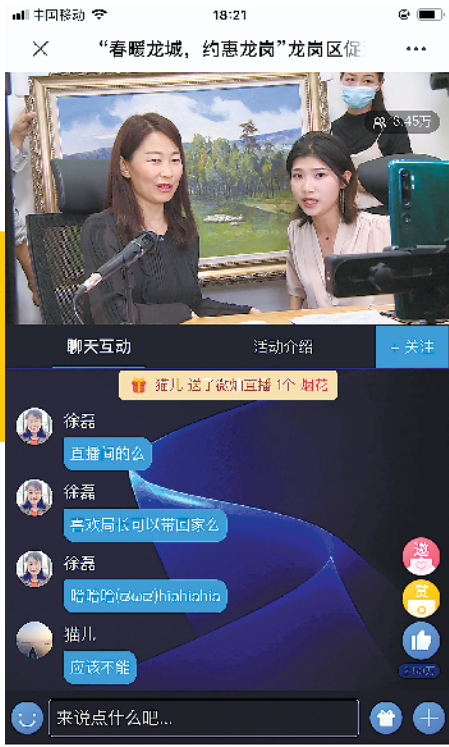 中国移动
18:21
“春暖龙城，约惠龙岗”龙岗区促
3.45万
聊天互动
活动介绍
+ 关注
猫儿 送了微灿直播 1个 烟花
徐磊
直播间的么
徐磊
喜欢局长可以带回家么
徐磊
hiahiahia
猫儿
应该不能
邀
赏
来说点什么吧...